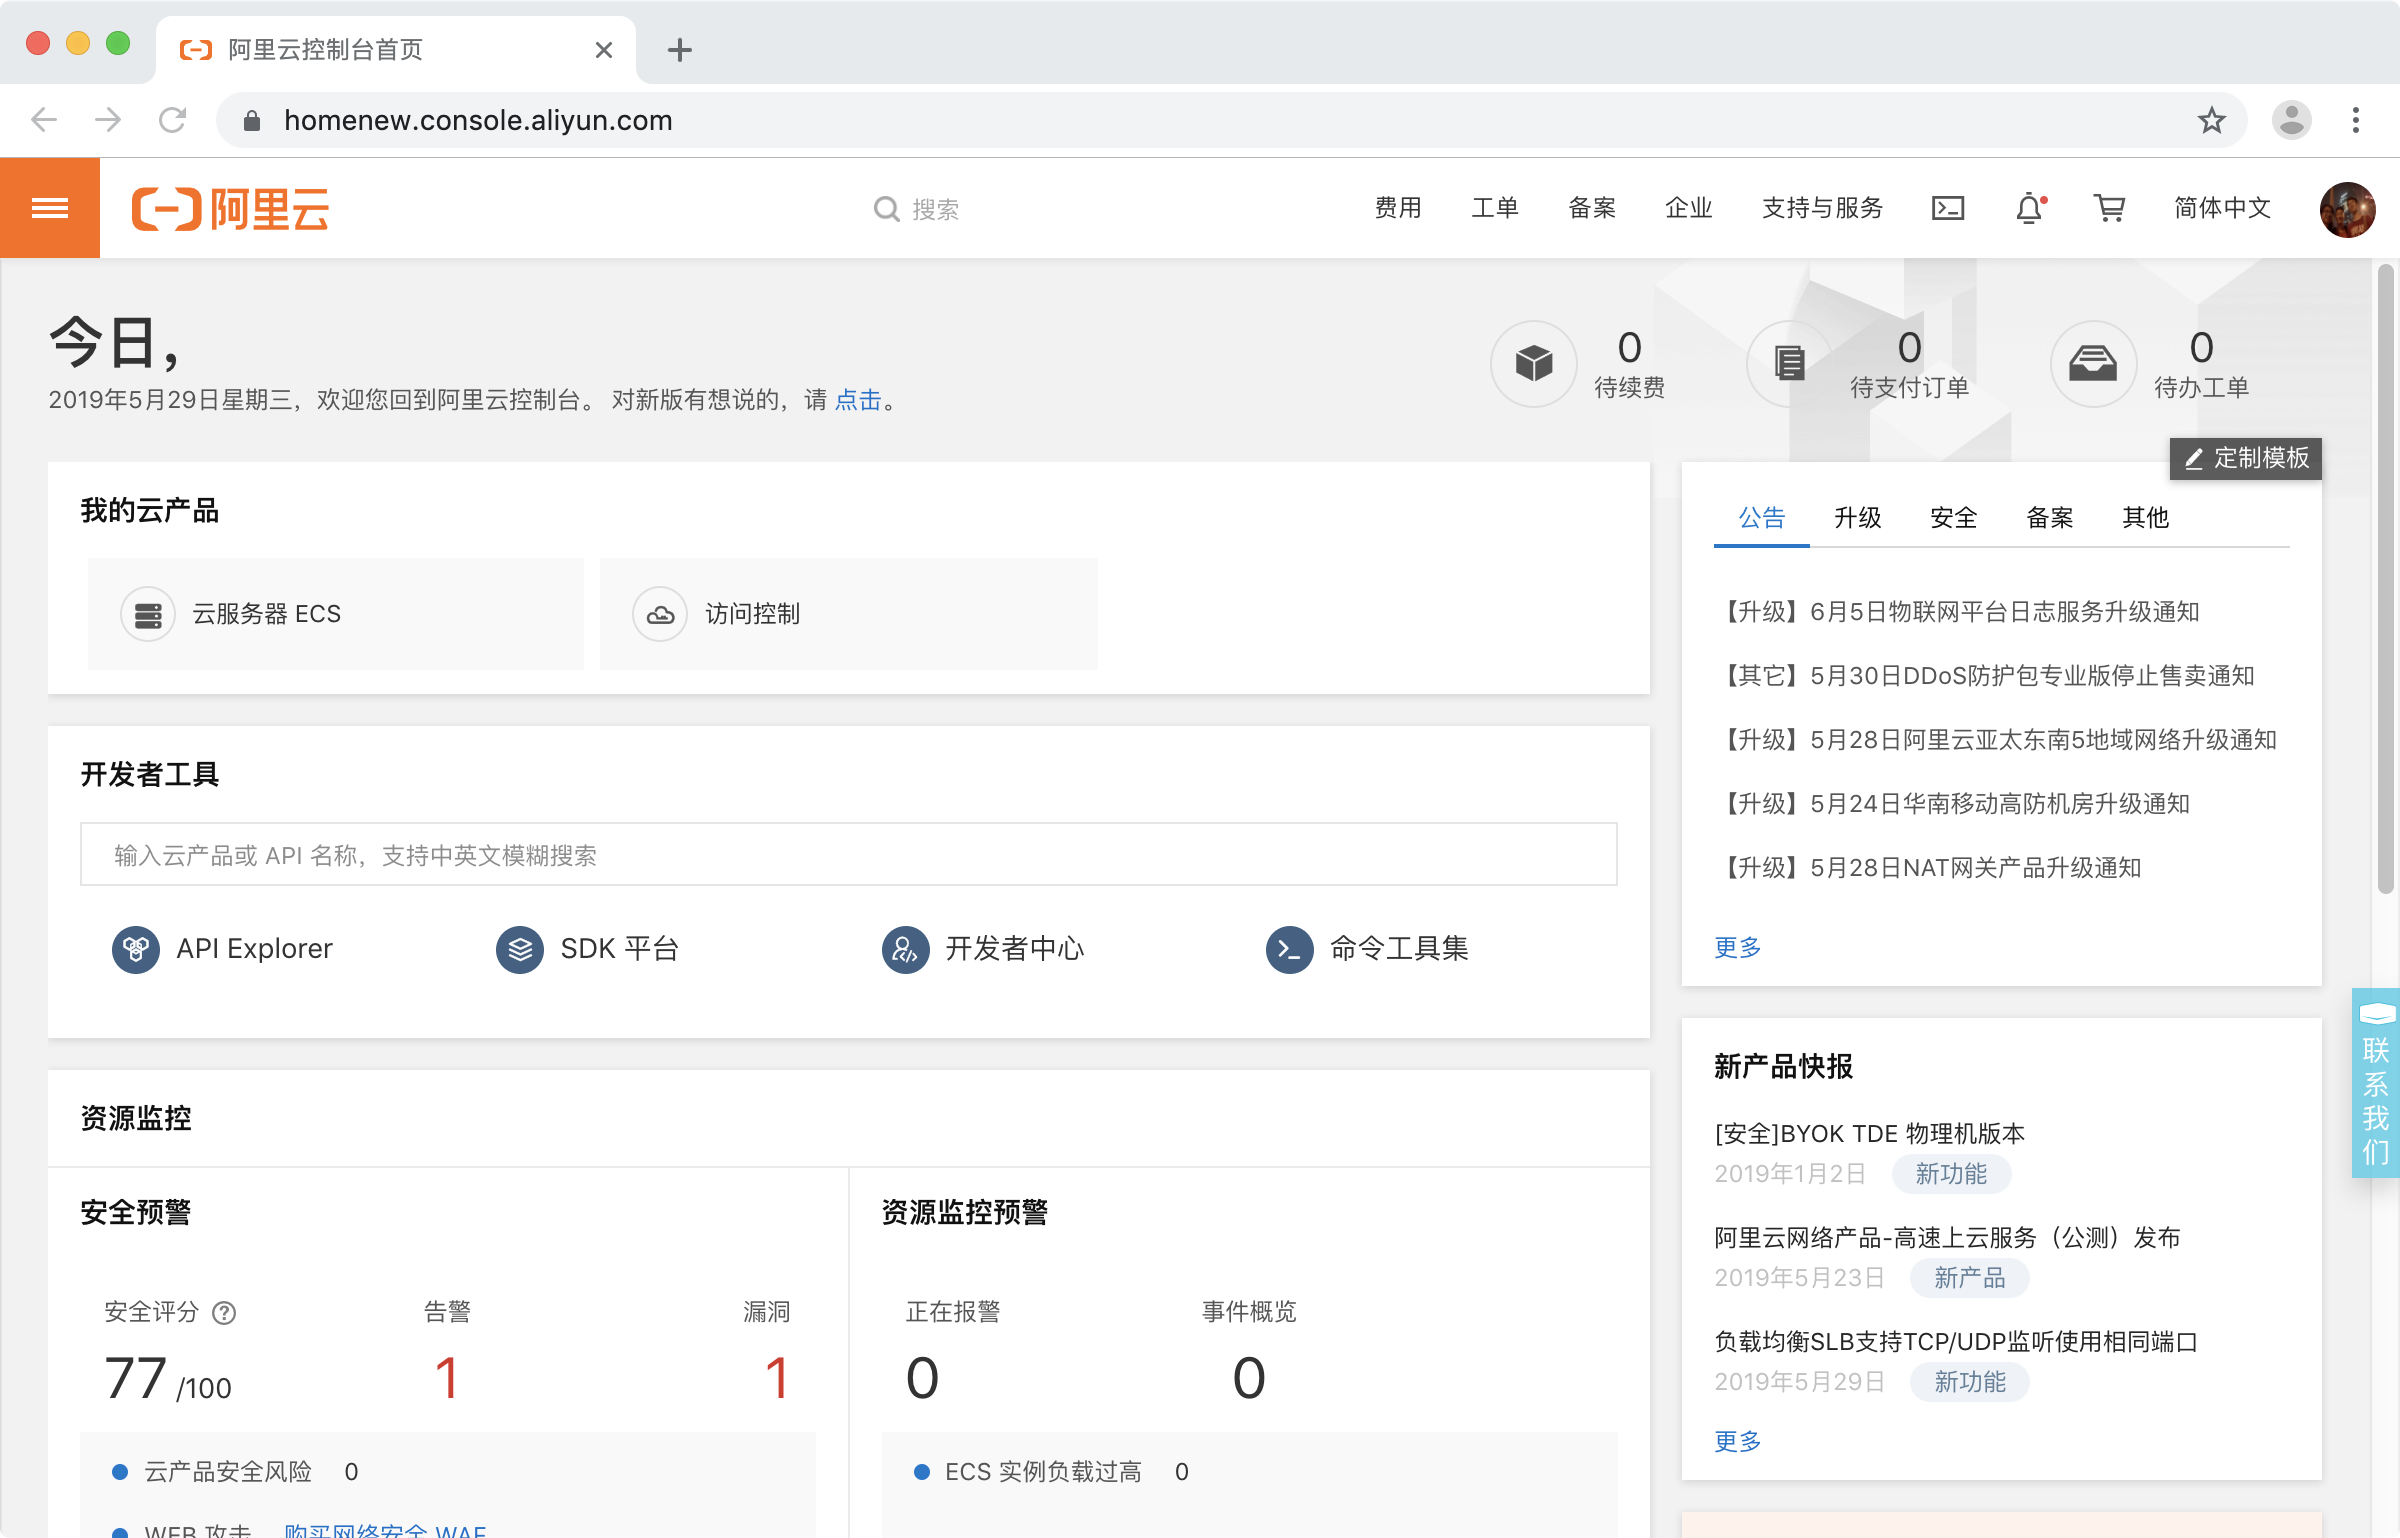 阿里云控制台首页
homenew.console.aliyun.com
阿里云
搜索
费用 工单 备案 企业 支持与服务 简体中文
今日，
2019年5月29日星期三，欢迎您回到阿里云控制台。 对新版有想说的，请 点击。
0 待续费
0 待支付订单
0 待办工单
定制模板
我的云产品
云服务器 ECS
访问控制
开发者工具
输入云产品或 API 名称，支持中英文模糊搜索
API Explorer
SDK 平台
开发者中心
命令工具集
资源监控
安全预警
安全评分 告警 漏洞
77 /100 1 1
云产品安全风险 0
WEB 攻击 购买网络安全 WAF
资源监控预警
正在报警 事件概览
0 0
ECS 实例负载过高 0
公告 升级 安全 备案 其他
【升级】6月5日物联网平台日志服务升级通知
【其它】5月30日DDoS防护包专业版停止售卖通知
【升级】5月28日阿里云亚太东南5地域网络升级通知
【升级】5月24日华南移动高防机房升级通知
【升级】5月28日NAT网关产品升级通知
更多
新产品快报
[安全]BYOK TDE 物理机版本
2019年1月2日 新功能
阿里云网络产品-高速上云服务（公测）发布
2019年5月23日 新产品
负载均衡SLB支持TCP/UDP监听使用相同端口
2019年5月29日 新功能
更多
联系我们